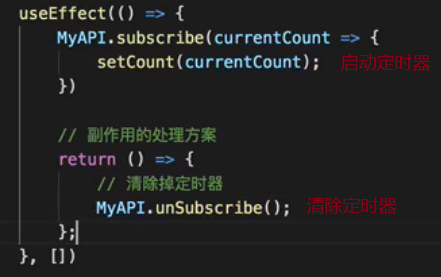 useEffect(() => {
MyAPI.subscribe(currentCount => {
setCount(currentCount); 启动定时器
})
// 副作用的处理方案
return () => {
// 清除掉定时器
MyAPI.unSubscribe(); 清除定时器
};
}, [])